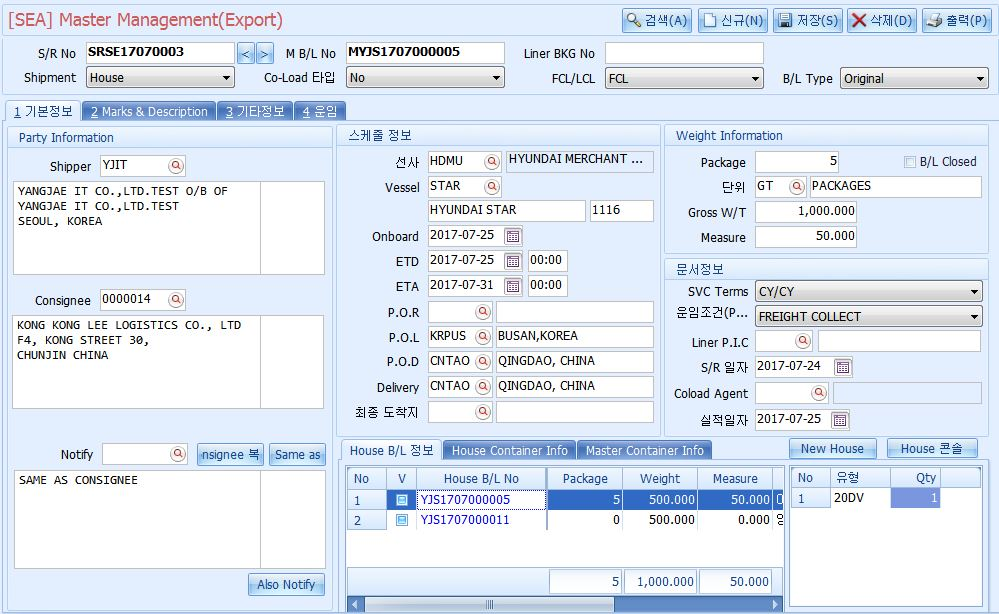 [SEA] Master Management(Export)
검색(A) 신규(N) 저장(S) 삭제(D) 출력(P)
S/R No SRSE17070003 < > M B/L No MYJS1707000005 Liner BKG No
Shipment House Co-Load 타입 No FCL/LCL FCL B/L Type Original
1 기본정보 2 Marks & Description 3 기타정보 4 운임
Party Information
Shipper YJIT
YANGJAE IT CO.,LTD.TEST O/B OF
YANGJAE IT CO.,LTD.TEST
SEOUL, KOREA
Consignee 0000014
KONG KONG LEE LOGISTICS CO., LTD
F4, KONG STREET 30,
CHUNJIN CHINA
Notify nsignee 복 Same as
SAME AS CONSIGNEE
Also Notify
스케줄 정보
선사 HDMU HYUNDAI MERCHANT ...
Vessel STAR
HYUNDAI STAR 1116
Onboard 2017-07-25
ETD 2017-07-25 00:00
ETA 2017-07-31 00:00
P.O.R
P.O.L KRPUS BUSAN,KOREA
P.O.D CNTAO QINGDAO, CHINA
Delivery CNTAO QINGDAO, CHINA
최종 도착지
Weight Information
Package 5 B/L Closed
단위 GT PACKAGES
Gross W/T 1,000.000
Measure 50.000
문서정보
SVC Terms CY/CY
운임조건(P... FREIGHT COLLECT
Liner P.I.C
S/R 일자 2017-07-24
Coload Agent
실적일자 2017-07-25
House B/L 정보 House Container Info Master Container Info
No V House B/L No Package Weight Measure
1 YJS1707000005 5 500.000 50.000
2 YJS1707000011 0 500.000 0.000
5 1,000.000 50.000
New House House 콘솔
No 유형 Qty
1 20DV 1